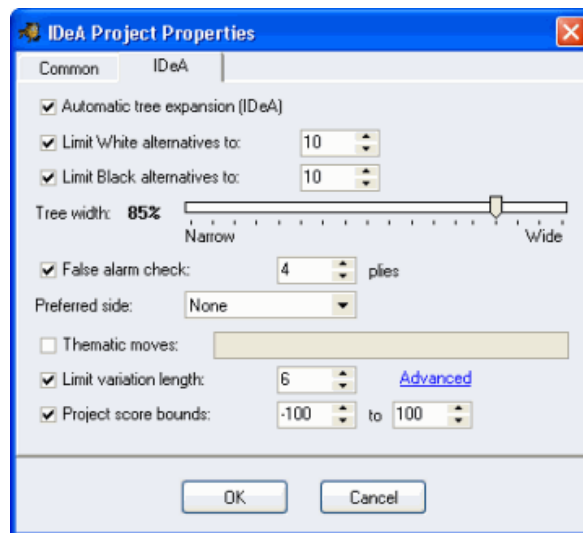 IDeA Project Properties
Common IDeA
Automatic tree expansion (IDeA)
Limit White alternatives to: 10
Limit Black alternatives to: 10
Tree width: 85%
Narrow Wide
False alarm check: 4 plies
Preferred side: None
Thematic moves:
Limit variation length: 6 Advanced
Project score bounds: -100 to 100
OK Cancel